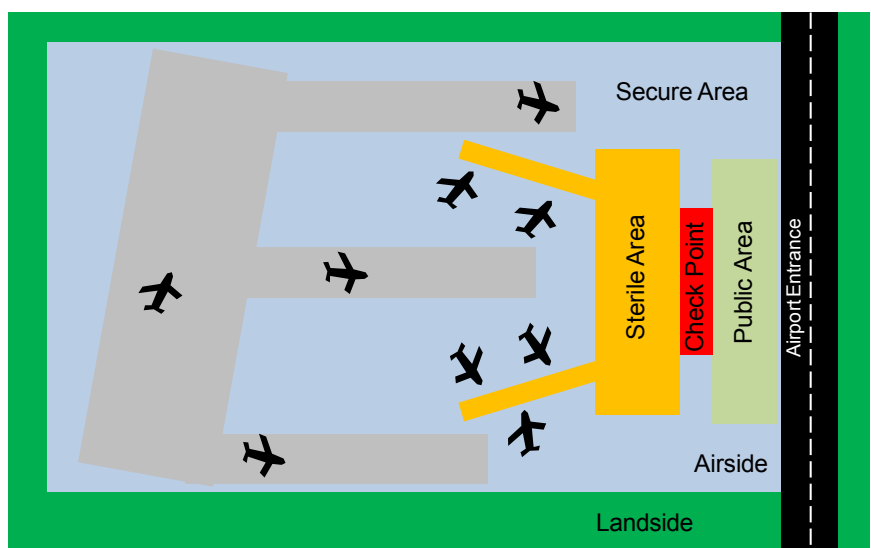 Secure Area
Sterile Area
Check Point
Public Area
Airport Entrance
Airside
Landside